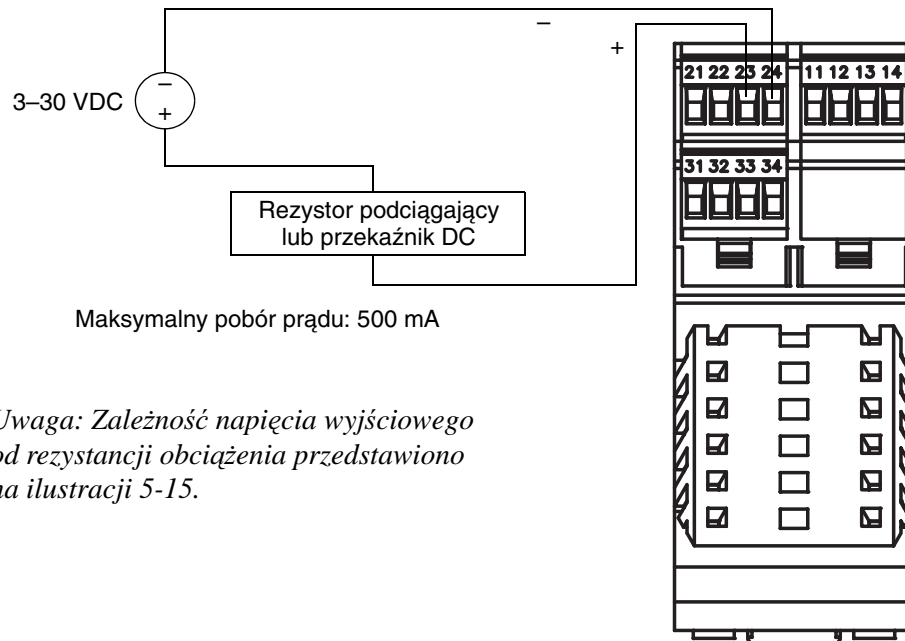 –
+
21 22 23 24 11 12 13 14
3–30 VDC
–
+
31 32 33 34
Rezystor podciągający
lub przekaźnik DC
Maksymalny pobór prądu: 500 mA
Uwaga: Zależność napięcia wyjściowego
od rezystancji obciążenia przedstawiono
na ilustracji 5-15.